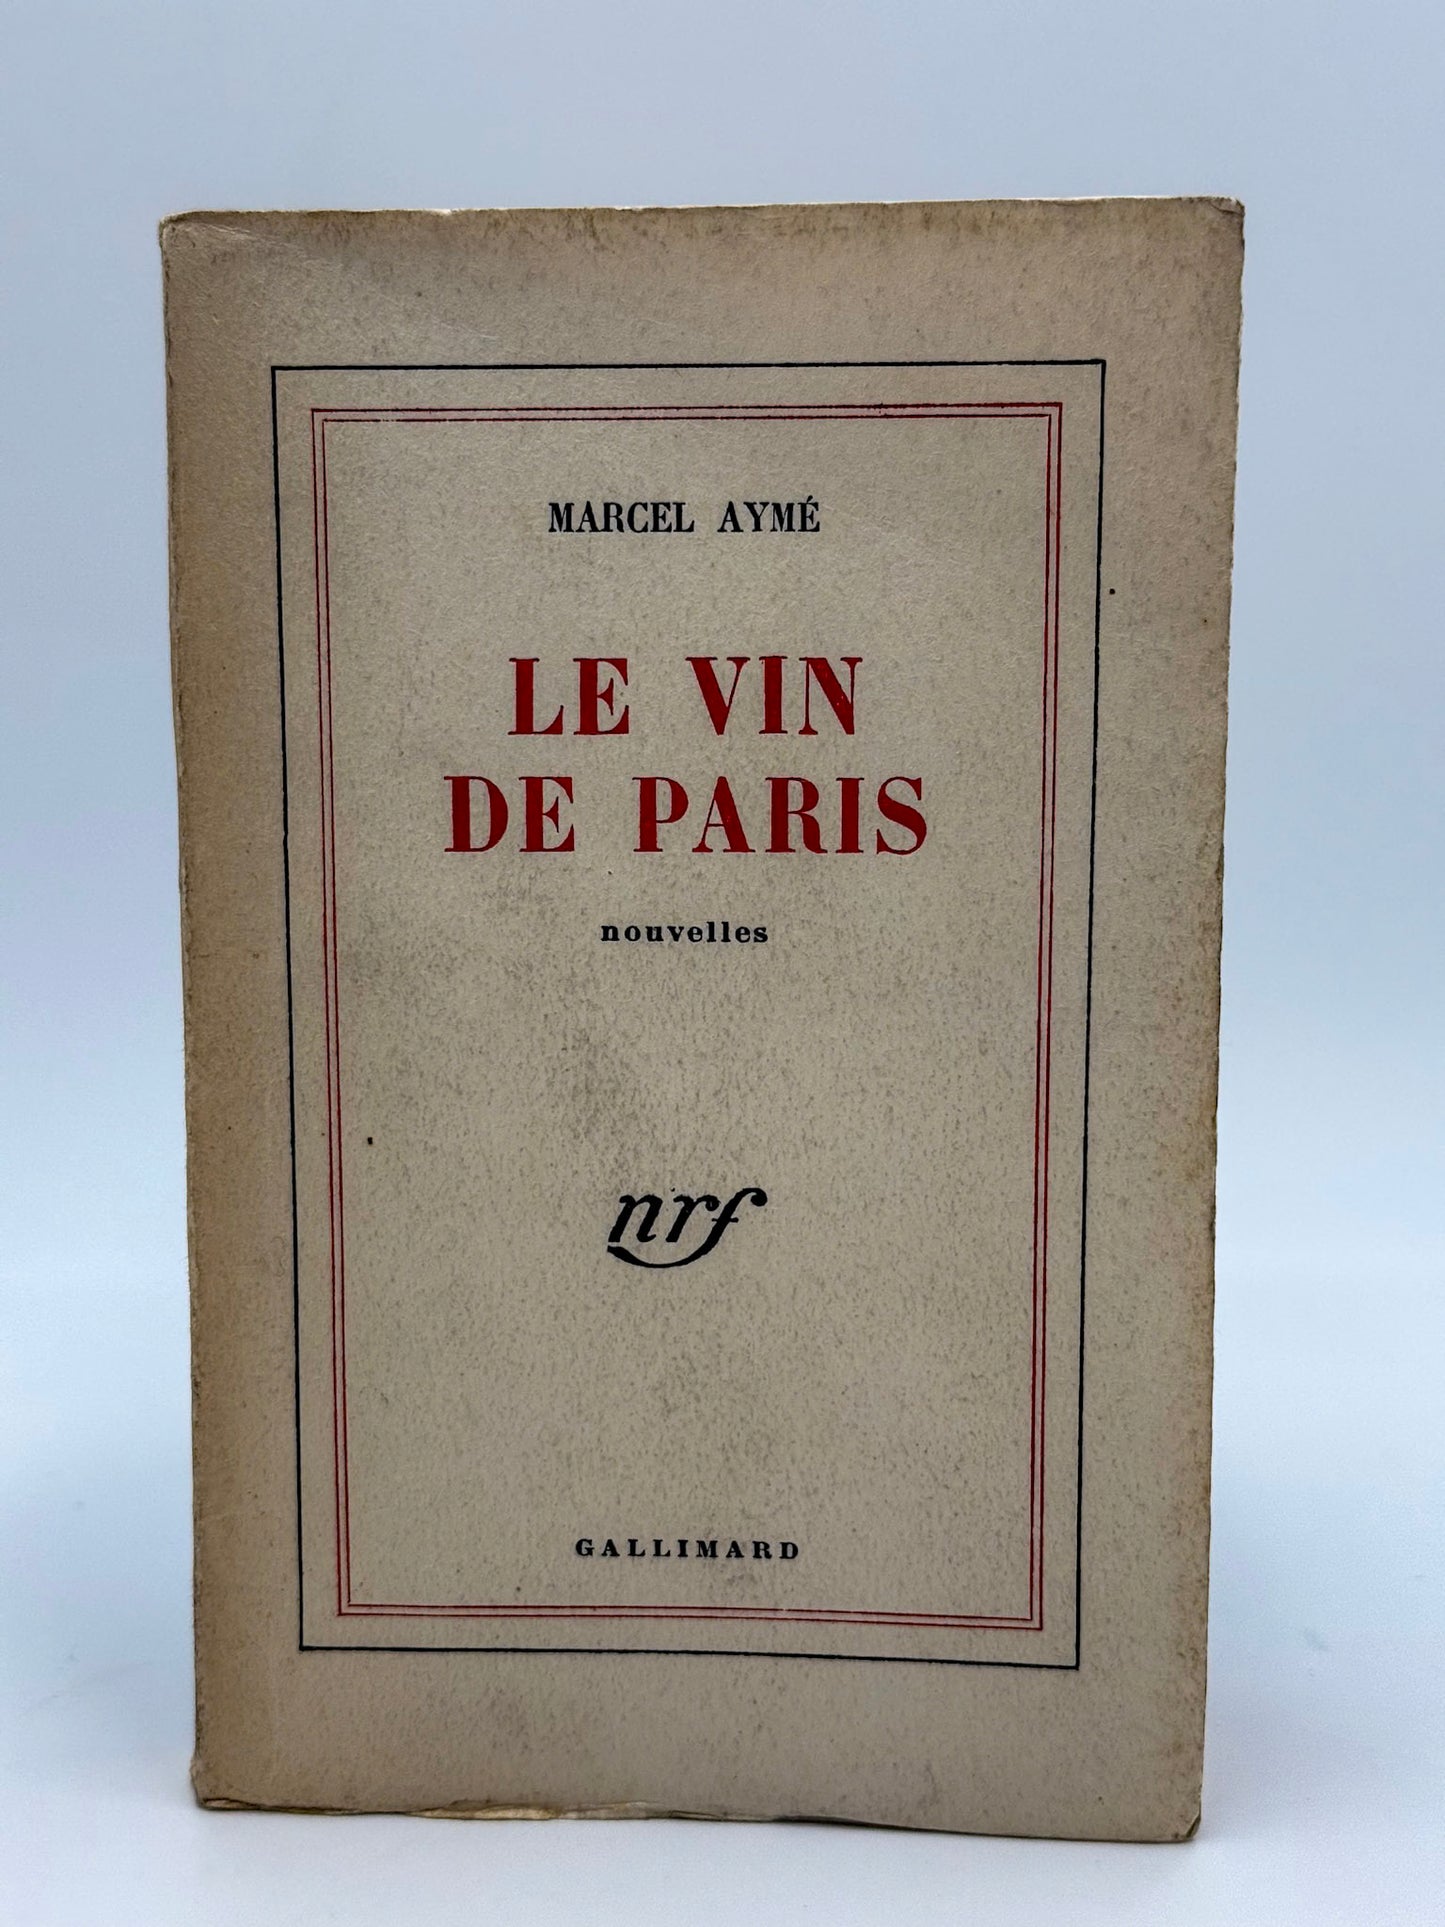 MARCEL AYMÉ
LE VIN
DE PARIS
nouvelles
nrf
GALLIMARD